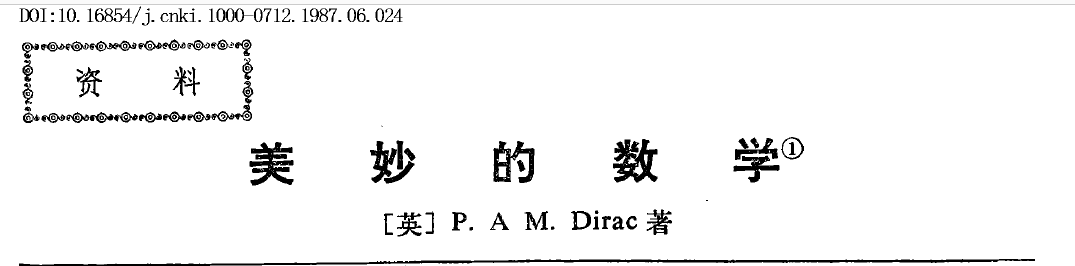 DOI:10.16854/j.cnki.1000-0712.1987.06.024
资 料
美 妙 的 数 学①
[英] P. A M. Dirac 著